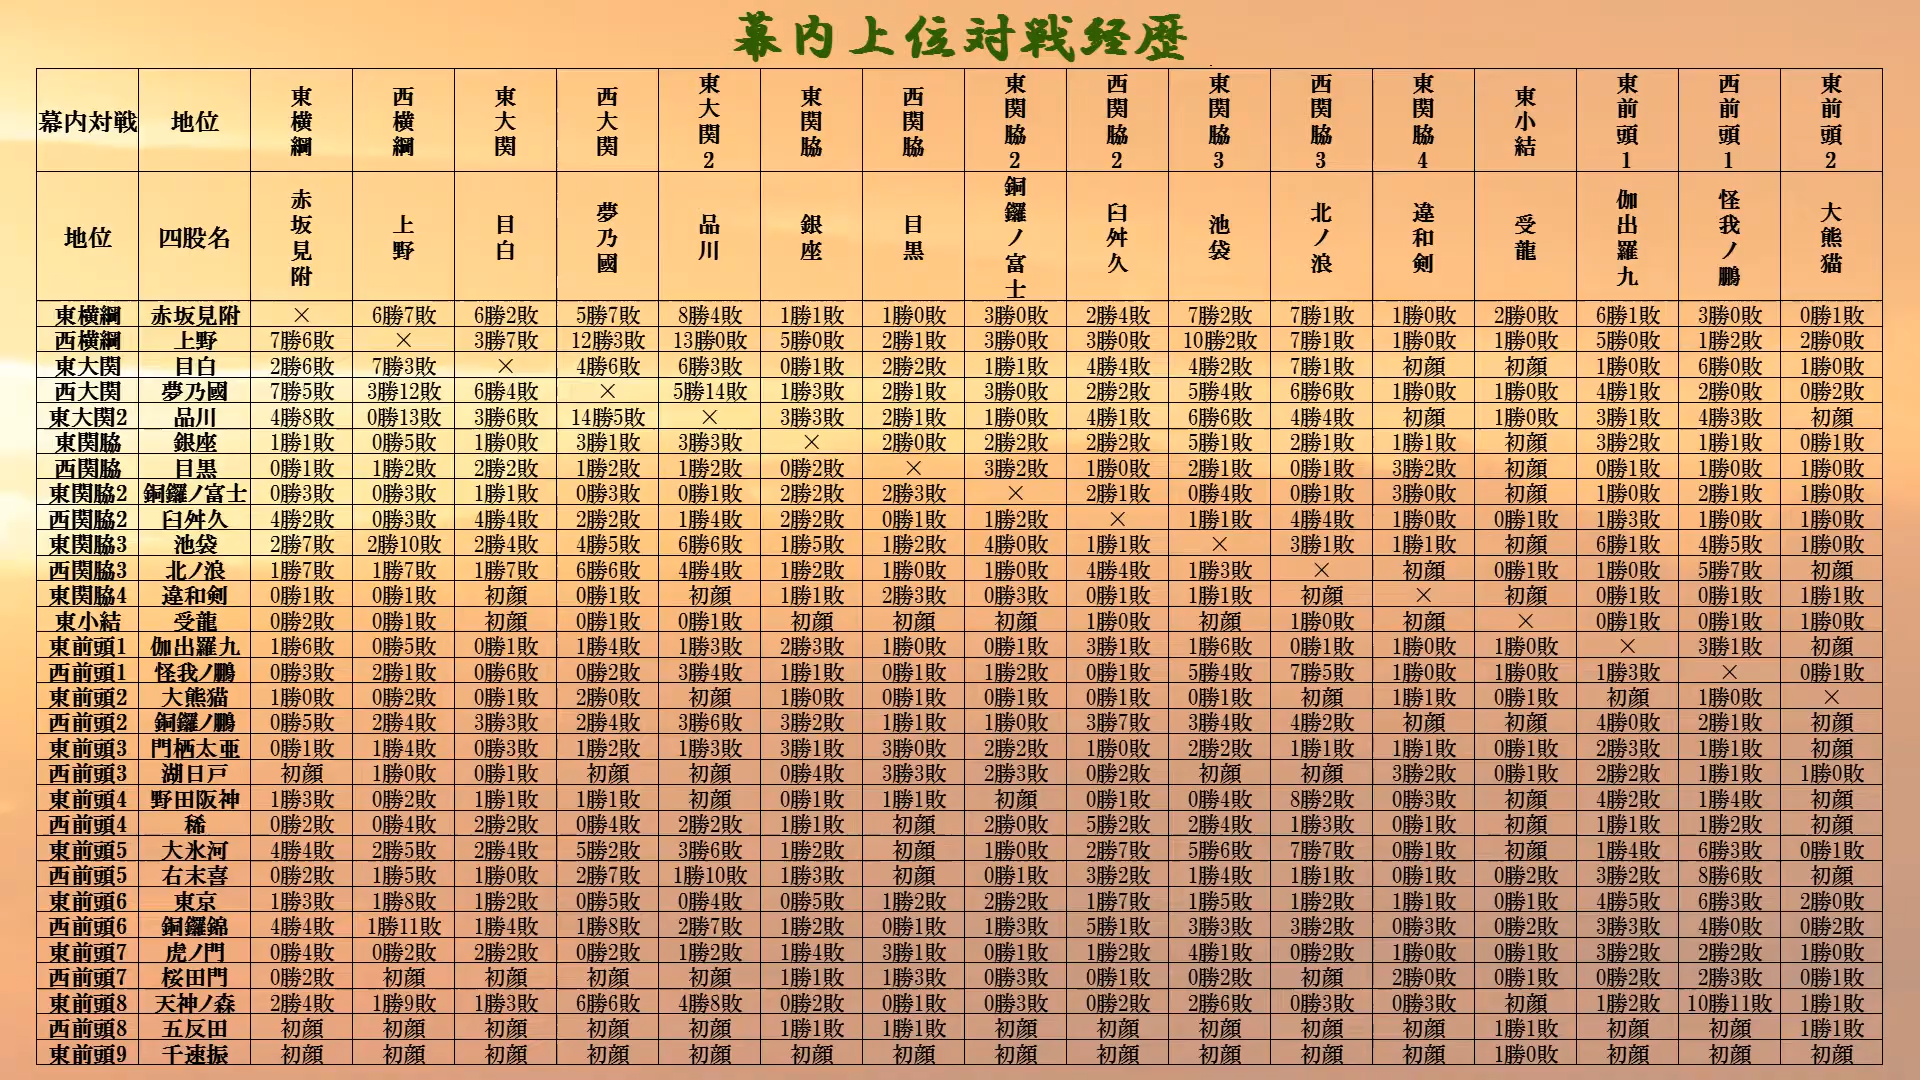 幕内上位対戦経歴
幕内対戦 地位 東横綱 西横綱 東大関 西大関 東大関2 東関脇 西関脇 東関脇2 西関脇2 東関脇3 西関脇3 東関脇4 東小結 東前頭1 西前頭1 東前頭2
地位 四股名 赤坂見附 上野 目白 夢乃國 品川 銀座 目黒 銅鑼ノ富士 臼舛久 池袋 北ノ浪 違和剣 受龍 伽出羅九 怪我ノ鵬 大熊猫
東横綱 赤坂見附 × 6勝7敗 6勝2敗 5勝7敗 8勝4敗 1勝1敗 1勝0敗 3勝0敗 2勝4敗 7勝2敗 7勝1敗 1勝0敗 2勝0敗 6勝1敗 3勝0敗 0勝1敗
西横綱 上野 7勝6敗 × 3勝7敗 12勝3敗 13勝0敗 5勝0敗 2勝1敗 3勝0敗 3勝0敗 10勝2敗 7勝1敗 1勝0敗 1勝0敗 5勝0敗 1勝2敗 2勝0敗
東大関 目白 2勝6敗 7勝3敗 × 4勝6敗 6勝3敗 0勝1敗 2勝2敗 1勝1敗 4勝4敗 4勝2敗 7勝1敗 初顔 初顔 1勝0敗 6勝0敗 1勝0敗
西大関 夢乃國 7勝5敗 3勝12敗 6勝4敗 × 5勝14敗 1勝3敗 2勝1敗 3勝0敗 2勝2敗 5勝4敗 6勝6敗 1勝0敗 1勝0敗 4勝1敗 2勝0敗 0勝2敗
東大関2 品川 4勝8敗 0勝13敗 3勝6敗 14勝5敗 × 3勝3敗 2勝1敗 1勝0敗 4勝1敗 6勝6敗 4勝4敗 初顔 1勝0敗 3勝1敗 4勝3敗 初顔
東関脇 銀座 1勝1敗 0勝5敗 1勝0敗 3勝1敗 3勝3敗 × 2勝0敗 2勝2敗 2勝2敗 5勝1敗 2勝1敗 1勝1敗 初顔 3勝2敗 1勝1敗 0勝1敗
西関脇 目黒 0勝1敗 1勝2敗 2勝2敗 1勝2敗 1勝2敗 0勝2敗 × 3勝2敗 1勝0敗 2勝1敗 0勝1敗 3勝2敗 初顔 0勝1敗 1勝0敗 1勝0敗
東関脇2 銅鑼ノ富士 0勝3敗 0勝3敗 1勝1敗 0勝3敗 0勝1敗 2勝2敗 2勝3敗 × 2勝1敗 0勝4敗 0勝1敗 3勝0敗 初顔 1勝0敗 2勝1敗 1勝0敗
西関脇2 臼舛久 4勝2敗 0勝3敗 4勝4敗 2勝2敗 1勝4敗 2勝2敗 0勝1敗 1勝2敗 × 1勝1敗 4勝4敗 1勝0敗 0勝1敗 1勝3敗 1勝0敗 1勝0敗
東関脇3 池袋 2勝7敗 2勝10敗 2勝4敗 4勝5敗 6勝6敗 1勝5敗 1勝2敗 4勝0敗 1勝1敗 × 3勝1敗 1勝1敗 初顔 6勝1敗 4勝5敗 1勝0敗
西関脇3 北ノ浪 1勝7敗 1勝7敗 1勝7敗 6勝6敗 4勝4敗 1勝2敗 1勝0敗 1勝0敗 4勝4敗 1勝3敗 × 初顔 0勝1敗 1勝0敗 5勝7敗 初顔
東関脇4 違和剣 0勝1敗 0勝1敗 初顔 0勝1敗 初顔 1勝1敗 2勝3敗 0勝3敗 0勝1敗 1勝1敗 初顔 × 初顔 0勝1敗 0勝1敗 1勝1敗
東小結 受龍 0勝2敗 0勝1敗 初顔 0勝1敗 0勝1敗 初顔 初顔 初顔 1勝0敗 初顔 1勝0敗 初顔 × 0勝1敗 0勝1敗 1勝0敗
東前頭1 伽出羅九 1勝6敗 0勝5敗 0勝1敗 1勝4敗 1勝3敗 2勝3敗 1勝0敗 0勝1敗 3勝1敗 1勝6敗 0勝1敗 1勝0敗 1勝0敗 × 3勝1敗 初顔
西前頭1 怪我ノ鵬 0勝3敗 2勝1敗 0勝6敗 0勝2敗 3勝4敗 1勝1敗 0勝1敗 1勝2敗 0勝1敗 5勝4敗 7勝5敗 1勝0敗 1勝0敗 1勝3敗 × 0勝1敗
東前頭2 大熊猫 1勝0敗 0勝2敗 0勝1敗 2勝0敗 初顔 1勝0敗 0勝1敗 0勝1敗 0勝1敗 0勝1敗 初顔 1勝1敗 0勝1敗 初顔 1勝0敗 ×
西前頭2 銅鑼ノ鵬 0勝5敗 2勝4敗 3勝3敗 2勝4敗 3勝6敗 3勝2敗 1勝1敗 1勝0敗 3勝7敗 3勝4敗 4勝2敗 初顔 初顔 4勝0敗 2勝1敗 初顔
東前頭3 門栖太亜 0勝1敗 1勝4敗 0勝3敗 1勝2敗 1勝3敗 3勝1敗 3勝0敗 2勝2敗 1勝0敗 2勝2敗 1勝1敗 1勝1敗 0勝1敗 2勝3敗 1勝1敗 初顔
西前頭3 湖日戸 初顔 1勝0敗 0勝1敗 初顔 初顔 0勝4敗 3勝3敗 2勝3敗 0勝2敗 初顔 初顔 3勝2敗 0勝1敗 2勝2敗 1勝1敗 1勝0敗
東前頭4 野田阪神 1勝3敗 0勝2敗 1勝1敗 1勝1敗 初顔 0勝1敗 1勝1敗 初顔 0勝1敗 0勝4敗 8勝2敗 0勝3敗 初顔 4勝2敗 1勝4敗 初顔
西前頭4 稀 0勝2敗 0勝4敗 2勝2敗 0勝4敗 2勝2敗 1勝1敗 初顔 2勝0敗 5勝2敗 2勝4敗 1勝3敗 0勝1敗 初顔 1勝1敗 1勝2敗 初顔
東前頭5 大氷河 4勝4敗 2勝5敗 2勝4敗 5勝2敗 3勝6敗 1勝2敗 初顔 1勝0敗 2勝7敗 5勝6敗 7勝7敗 0勝1敗 初顔 1勝4敗 6勝3敗 0勝1敗
西前頭5 右末喜 0勝2敗 1勝5敗 1勝0敗 2勝7敗 1勝10敗 1勝3敗 初顔 0勝1敗 3勝2敗 1勝4敗 1勝1敗 0勝1敗 0勝2敗 3勝2敗 8勝6敗 初顔
東前頭6 東京 1勝3敗 1勝8敗 1勝2敗 0勝5敗 0勝4敗 0勝5敗 1勝2敗 2勝2敗 1勝7敗 1勝5敗 1勝2敗 1勝1敗 0勝1敗 4勝5敗 6勝3敗 2勝0敗
西前頭6 銅鑼錦 4勝4敗 1勝11敗 1勝4敗 1勝8敗 2勝7敗 1勝2敗 0勝1敗 1勝3敗 5勝1敗 3勝3敗 3勝2敗 0勝3敗 0勝2敗 3勝3敗 4勝0敗 0勝2敗
東前頭7 虎ノ門 0勝4敗 0勝2敗 2勝2敗 0勝2敗 1勝2敗 1勝4敗 1勝3敗 0勝1敗 1勝2敗 4勝1敗 0勝2敗 1勝0敗 0勝1敗 3勝2敗 2勝2敗 1勝0敗
西前頭7 桜田門 0勝2敗 初顔 初顔 初顔 初顔 1勝1敗 1勝3敗 0勝3敗 0勝1敗 0勝2敗 初顔 2勝0敗 0勝1敗 0勝2敗 2勝3敗 0勝1敗
東前頭8 天神ノ森 2勝4敗 1勝9敗 1勝3敗 6勝6敗 4勝8敗 0勝2敗 0勝1敗 0勝3敗 0勝2敗 2勝6敗 0勝3敗 0勝3敗 初顔 1勝2敗 10勝11敗 1勝1敗
西前頭8 五反田 初顔 初顔 初顔 初顔 初顔 1勝1敗 1勝1敗 初顔 初顔 初顔 初顔 初顔 1勝1敗 初顔 初顔 1勝1敗
東前頭9 千速振 初顔 初顔 初顔 初顔 初顔 初顔 初顔 初顔 初顔 初顔 初顔 初顔 1勝0敗 初顔 初顔 初顔